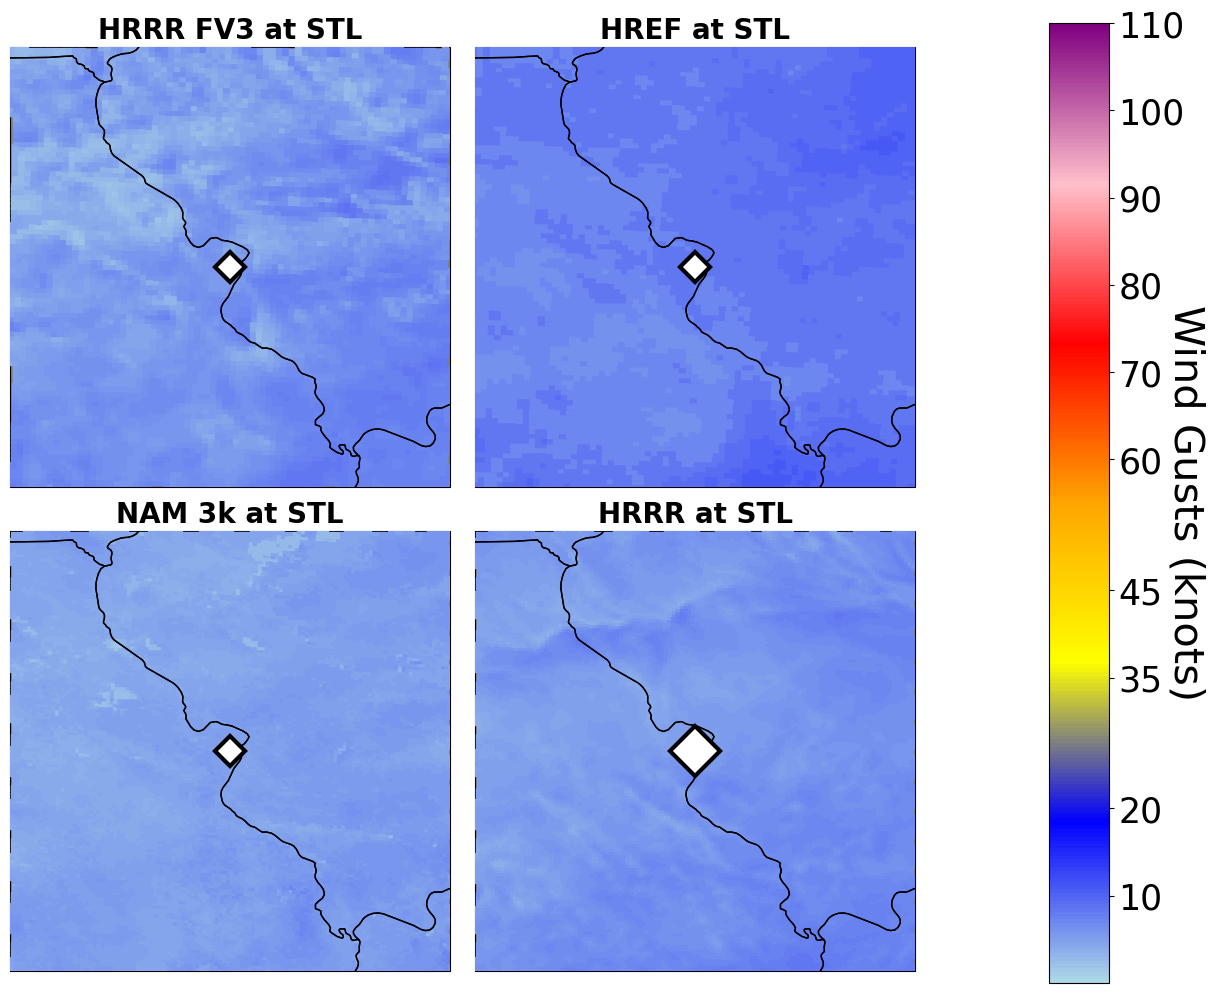 HRRR FV3 at STL
HREF at STL
NAM 3k at STL
HRRR at STL
110
100
90
80
70
60
45
35
20
10
Wind Gusts (knots)